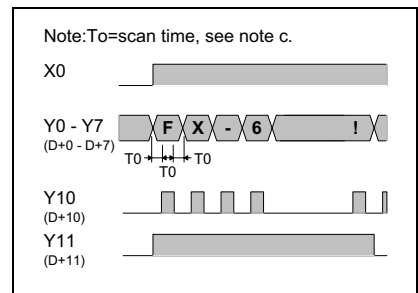 Note:To=scan time, see note c.
X0
Y0 - Y7 F X - 6 !
(D+0 - D+7)
T0 T0
T0
Y10
(D+10)
Y11
(D+11)